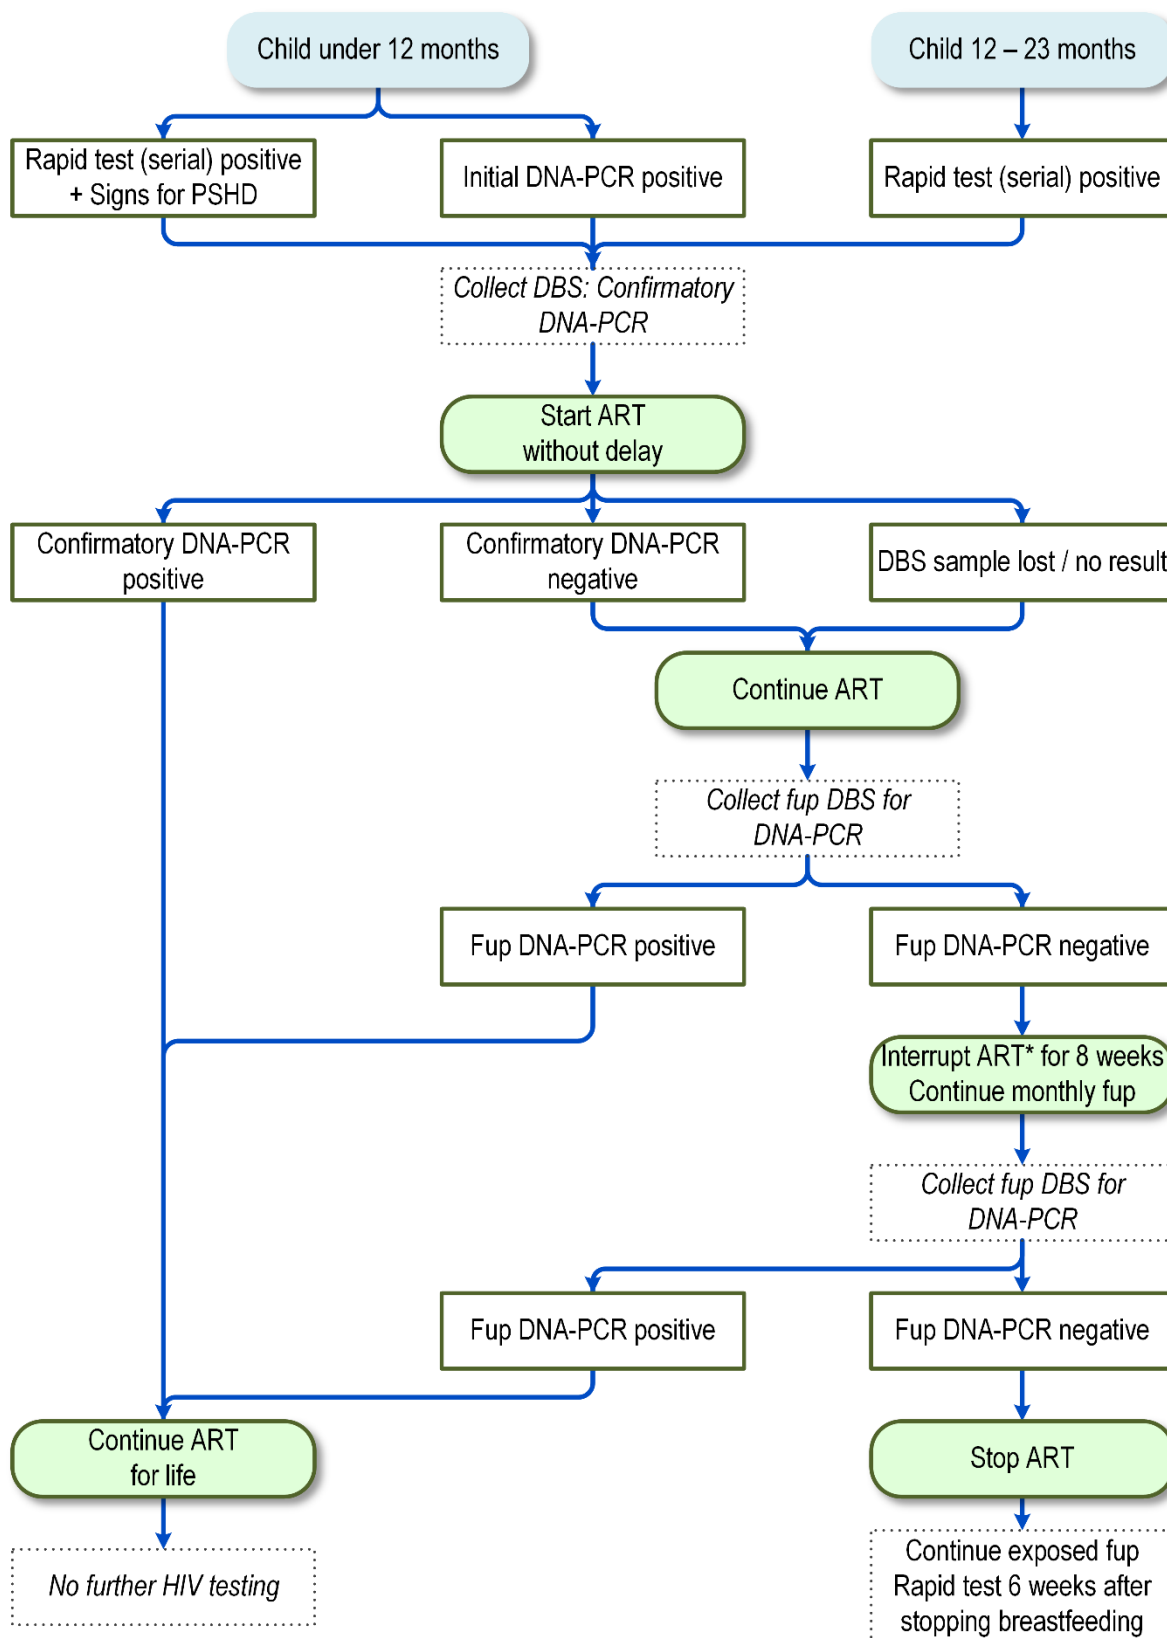 Child under 12 months
Child 12 – 23 months
Rapid test (serial) positive
+ Signs for PSHD
Initial DNA-PCR positive
Rapid test (serial) positive
Collect DBS: Confirmatory
DNA-PCR
Start ART
without delay
Confirmatory DNA-PCR
positive
Confirmatory DNA-PCR
negative
DBS sample lost / no result
Continue ART
Collect fup DBS for
DNA-PCR
Fup DNA-PCR positive
Fup DNA-PCR negative
Interrupt ART* for 8 weeks
Continue monthly fup
Collect fup DBS for
DNA-PCR
Fup DNA-PCR positive
Fup DNA-PCR negative
Continue ART
for life
Stop ART
No further HIV testing
Continue exposed fup
Rapid test 6 weeks after
stopping breastfeeding